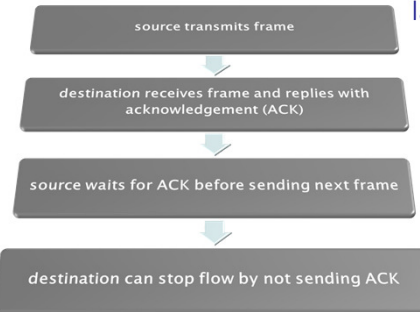 source transmits frame
destination receives frame and replies with
acknowledgement (ACK)
source waits for ACK before sending next frame
destination can stop flow by not sending ACK